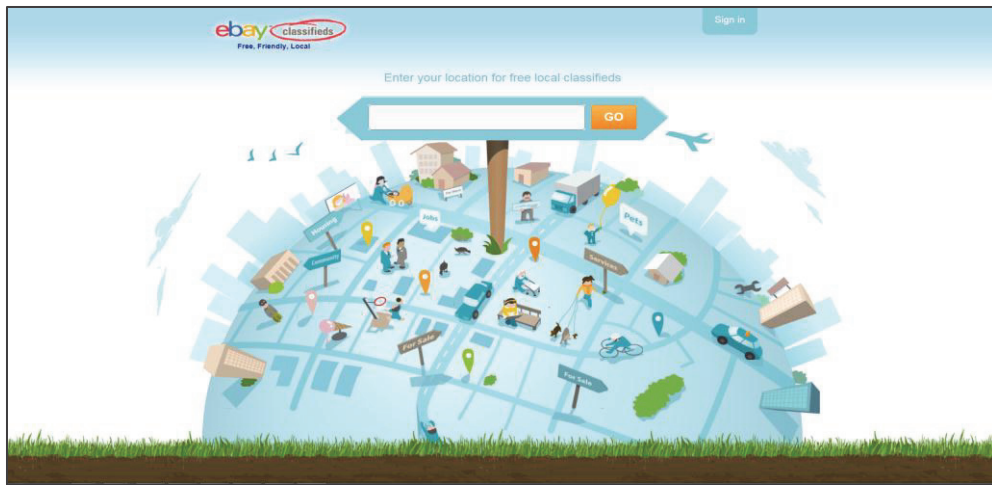 ebay classifieds
Free, Friendly, Local
Sign in
Enter your location for free local classifieds
GO
Jobs
Pets
Housing
Community
Services
For Sale
For Sale